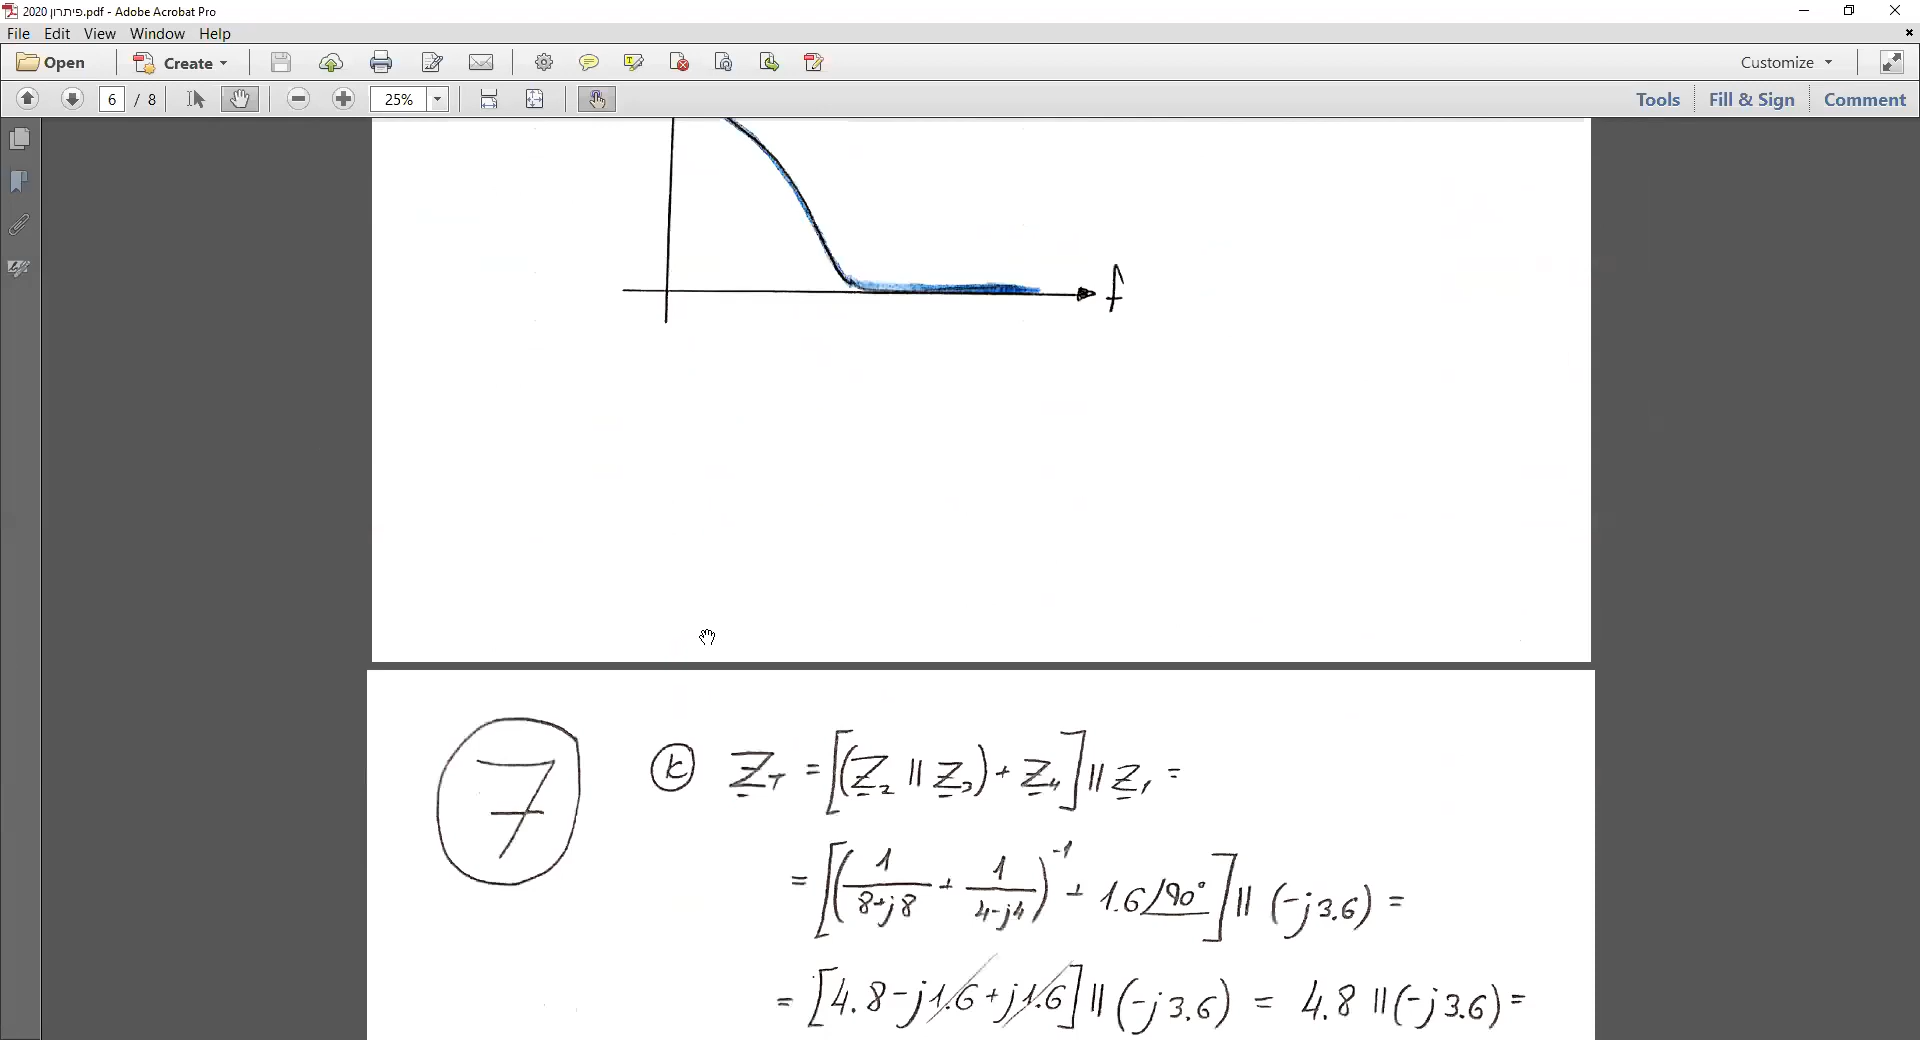 2020 פיתרון.pdf - Adobe Acrobat Pro
File Edit View Window Help
Open Create Customize
6 / 8 25% Tools Fill & Sign Comment
f
7
א Z_T = [(Z_2 || Z_3) + Z_4] || Z_1 =
= [(1/(8+j8) + 1/(4-j4))^-1 + 1.6/90°] || (-j3.6) =
= [4.8 - j1.6 + j1.6] || (-j3.6) = 4.8 || (-j3.6) =